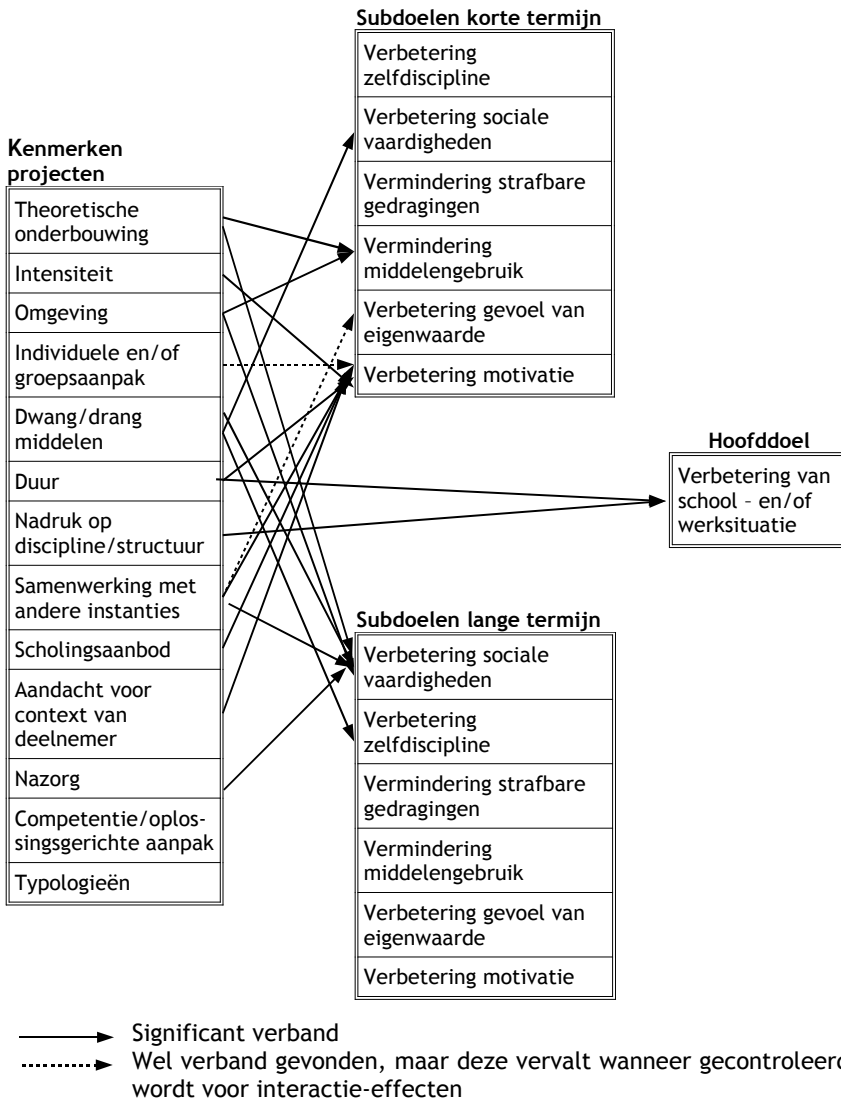 Subdoelen korte termijn
Verbetering
zelfdiscipline
Verbetering sociale
vaardigheden
Vermindering strafbare
gedragingen
Vermindering
middelengebruik
Verbetering gevoel van
eigenwaarde
Verbetering motivatie
Kenmerken
projecten
Theoretische
onderbouwing
Intensiteit
Omgeving
Individuele en/of
groepsaanpak
Dwang/drang
middelen
Duur
Nadruk op
discipline/structuur
Samenwerking met
andere instanties
Scholingsaanbod
Aandacht voor
context van
deelnemer
Nazorg
Competentie/oplos-
singsgerichte aanpak
Typologieën
Hoofddoel
Verbetering van
school - en/of
werksituatie
Subdoelen lange termijn
Verbetering sociale
vaardigheden
Verbetering
zelfdiscipline
Vermindering strafbare
gedragingen
Vermindering
middelengebruik
Verbetering gevoel van
eigenwaarde
Verbetering motivatie
Significant verband
Wel verband gevonden, maar deze vervalt wanneer gecontroleerd
wordt voor interactie-effecten